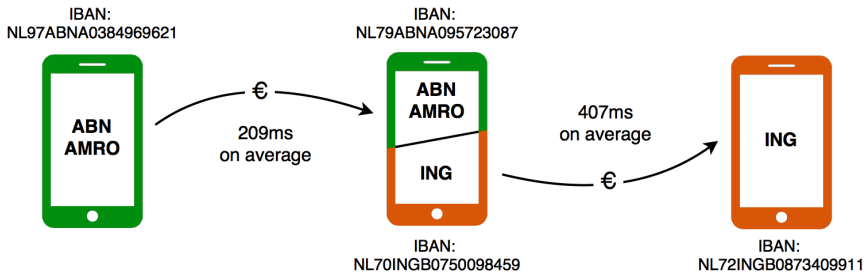 IBAN:
NL97ABNA0384969621
ABN
AMRO
€
209ms
on average
IBAN:
NL79ABNA095723087
ABN
AMRO
ING
IBAN:
NL70INGB0750098459
407ms
on average
€
ING
IBAN:
NL72INGB0873409911